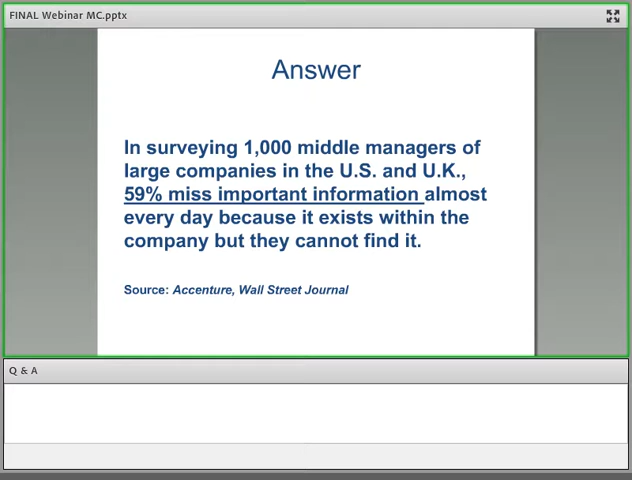 FINAL Webinar MC.pptx
Answer
In surveying 1,000 middle managers of
large companies in the U.S. and U.K.,
59% miss important information almost
every day because it exists within the
company but they cannot find it.
Source: Accenture, Wall Street Journal
Q & A